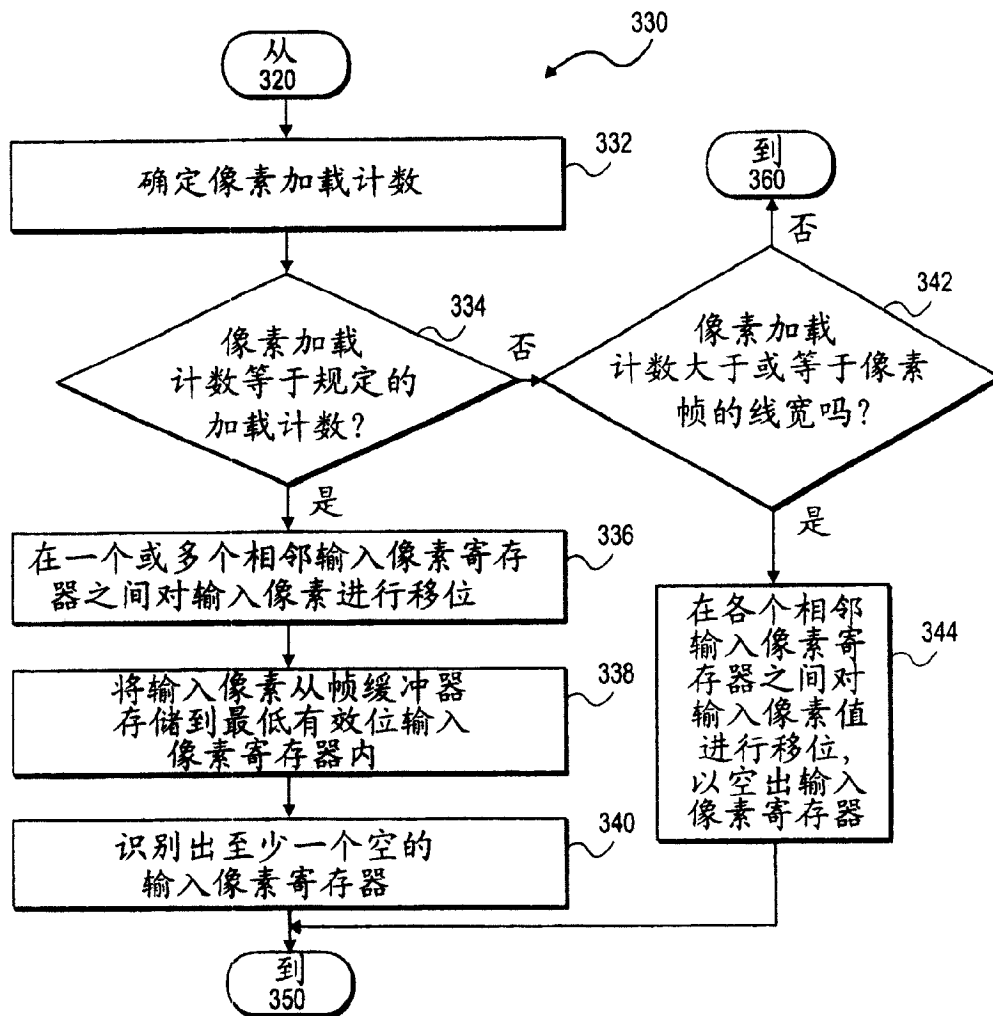 从
320
330
确定像素加载计数
332
到
360
否
像素加载
计数等于规定的
加载计数?
334
否
像素加载
计数大于或等于像素
帧的线宽吗?
342
是
是
在一个或多个相邻输入像素寄存
器之间对输入像素进行移位
336
将输入像素从帧缓冲器
存储到最低有效位输入
像素寄存器内
338
识别出至少一个空的
输入像素寄存器
340
在各个相邻
输入像素寄
存器之间对
输入像素值
进行移位,
以空出输入
像素寄存器
344
到
350